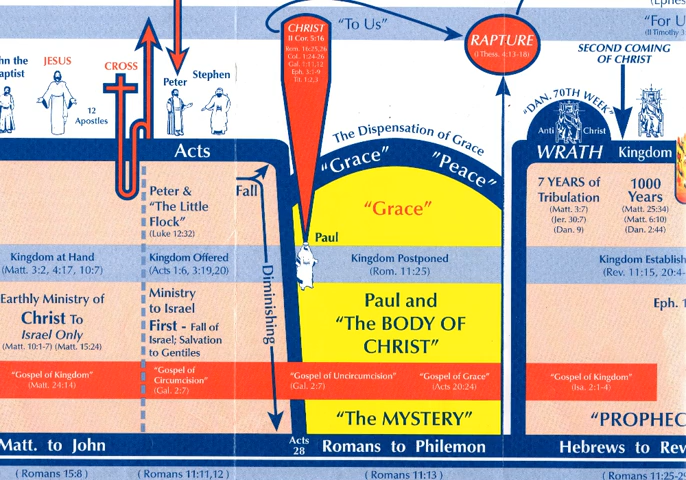 "To Us"
"For U
(II Timothy 3
CHRIST
II Cor. 5:16
Rom. 16:25,26
Col. 1:24-26
Gal. 1:11,12
Eph. 3:1-9
Tit. 1:2,3
RAPTURE
(I Thess. 4:13-18)
SECOND COMING
OF CHRIST
hn the
aptist
JESUS
12
Apostles
CROSS
Peter
Stephen
The Dispensation of Grace
"Grace"
"Peace"
"DAN. 70TH WEEK"
Anti Christ
Acts
WRATH
Kingdom
Peter &
"The Little
Flock"
(Luke 12:32)
Fall
Diminishing
"Grace"
Paul
7 YEARS of
Tribulation
(Matt. 3:7)
(Jer. 30:7)
(Dan. 9)
1000
Years
(Matt. 25:34)
(Matt. 6:10)
(Dan. 2:44)
Kingdom at Hand
(Matt. 3:2, 4:17, 10:7)
Kingdom Offered
(Acts 1:6, 3:19,20)
Kingdom Postponed
(Rom. 11:25)
Kingdom Establish
(Rev. 11:15, 20:4-
Earthly Ministry of
Christ To
Israel Only
(Matt. 10:1-7) (Matt. 15:24)
Ministry
to Israel
First - Fall of
Israel; Salvation
to Gentiles
Paul and
"The BODY OF
CHRIST"
Eph. 1
"Gospel of Kingdom"
(Matt. 24:14)
"Gospel of
Circumcision"
(Gal. 2:7)
"Gospel of Uncircumcision"
(Gal. 2:7)
"Gospel of Grace"
(Acts 20:24)
"Gospel of Kingdom"
(Isa. 2:1-4)
"The MYSTERY"
"PROPHEC
Matt. to John
Acts
28
Romans to Philemon
Hebrews to Rev
( Romans 15:8 )
( Romans 11:11,12 )
( Romans 11:13 )
( Romans 11:25-2